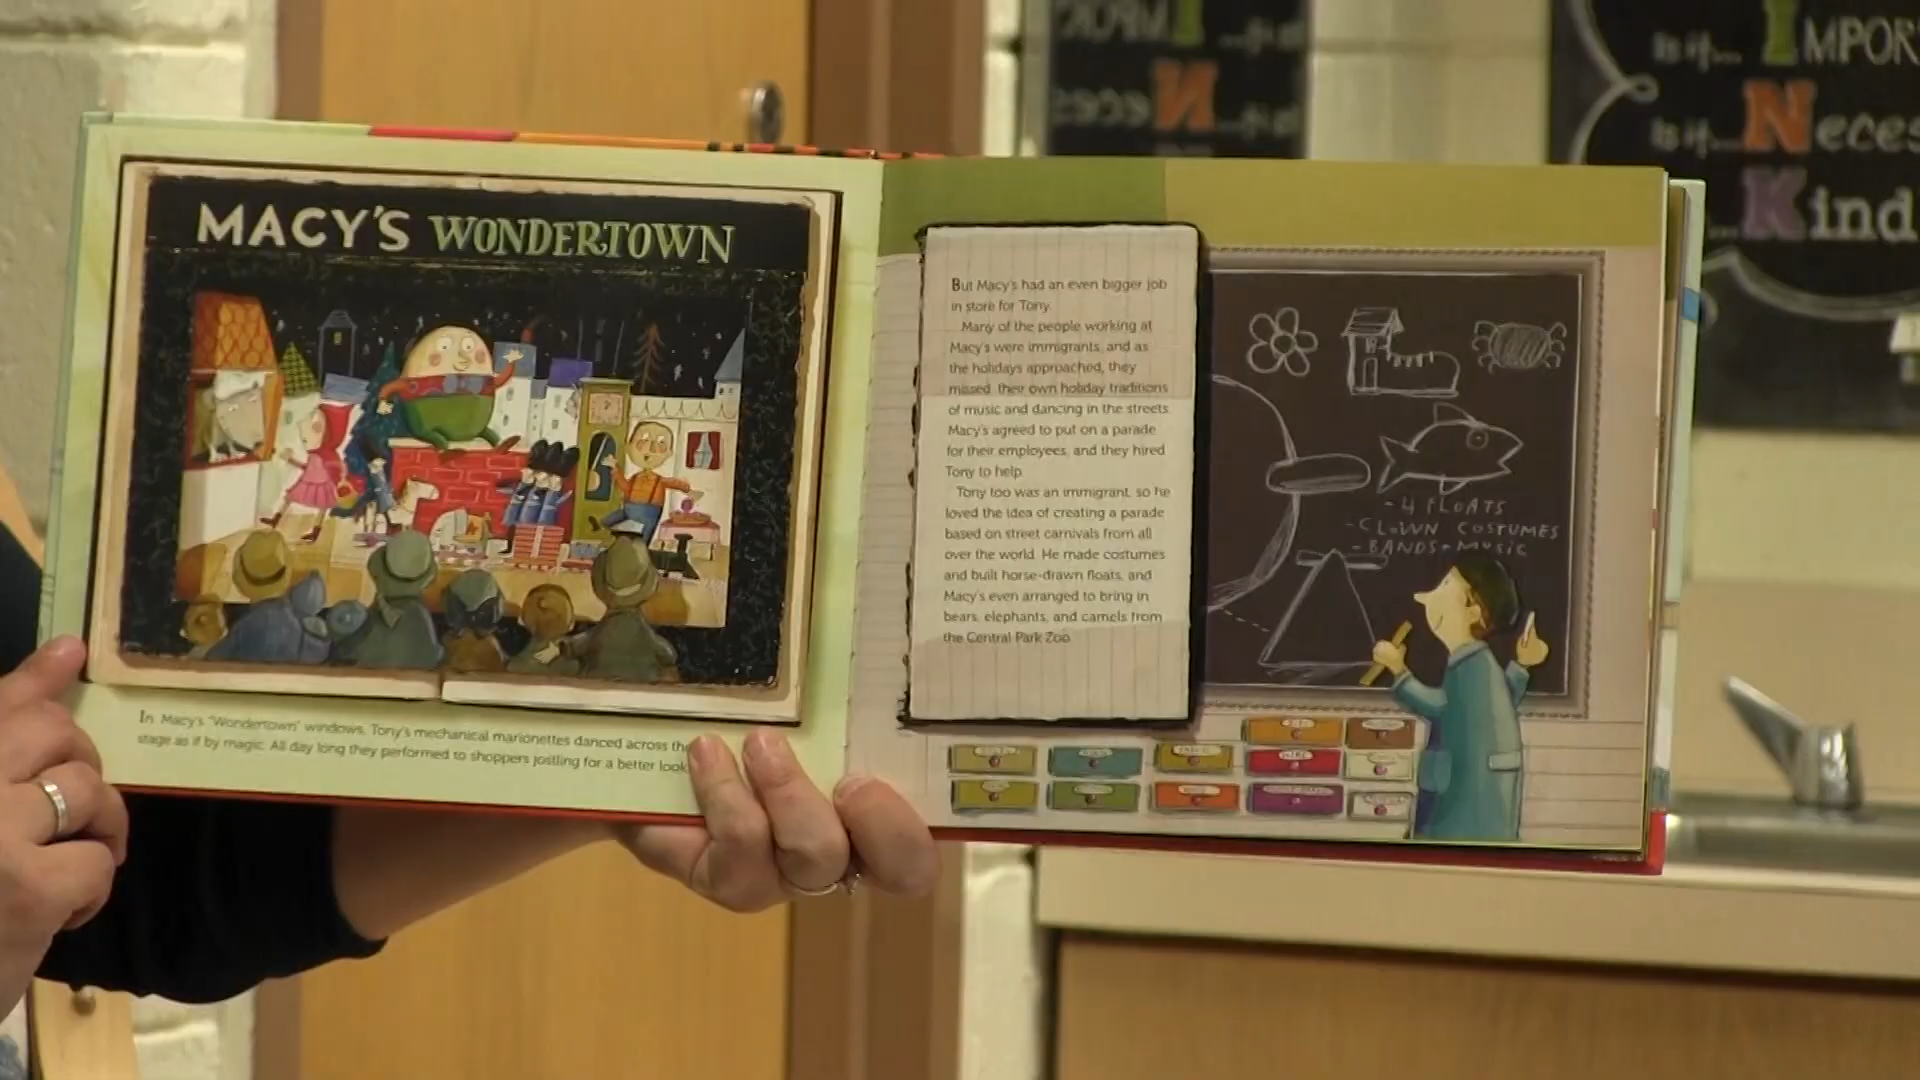 MACY'S WONDERTOWN
In Macy's "Wondertown" windows, Tony's mechanical marionettes danced across the
stage as if by magic. All day long they performed to shoppers jostling for a better look.
But Macy's had an even bigger job
in store for Tony.
Many of the people working at
Macy's were immigrants, and as
the holidays approached, they
missed their own holiday traditions
of music and dancing in the streets.
Macy's agreed to put on a parade
for their employees, and they hired
Tony to help.
Tony too was an immigrant, so he
loved the idea of creating a parade
based on street carnivals from all
over the world. He made costumes
and built horse-drawn floats, and
Macy's even arranged to bring in
bears, elephants, and camels from
the Central Park Zoo.
- 4 FLOATS
- CLOWN COSTUMES
- BANDS + MUSIC
is it... IMPOR
is it... Neces
... Kind